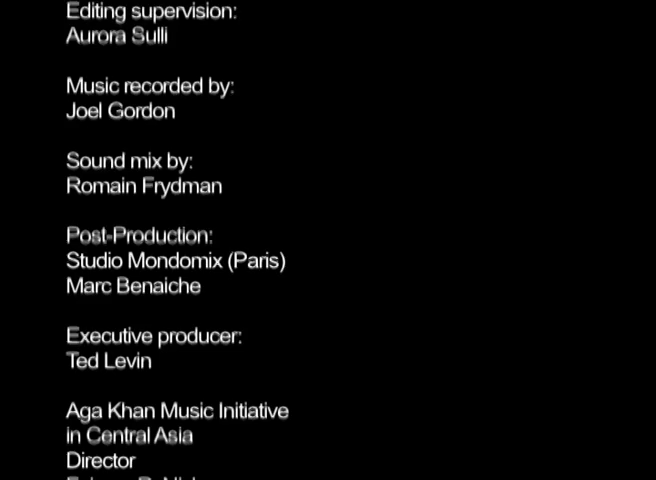 Editing supervision:
Aurora Sulli
Music recorded by:
Joel Gordon
Sound mix by:
Romain Frydman
Post-Production:
Studio Mondomix (Paris)
Marc Benaiche
Executive producer:
Ted Levin
Aga Khan Music Initiative
in Central Asia
Director